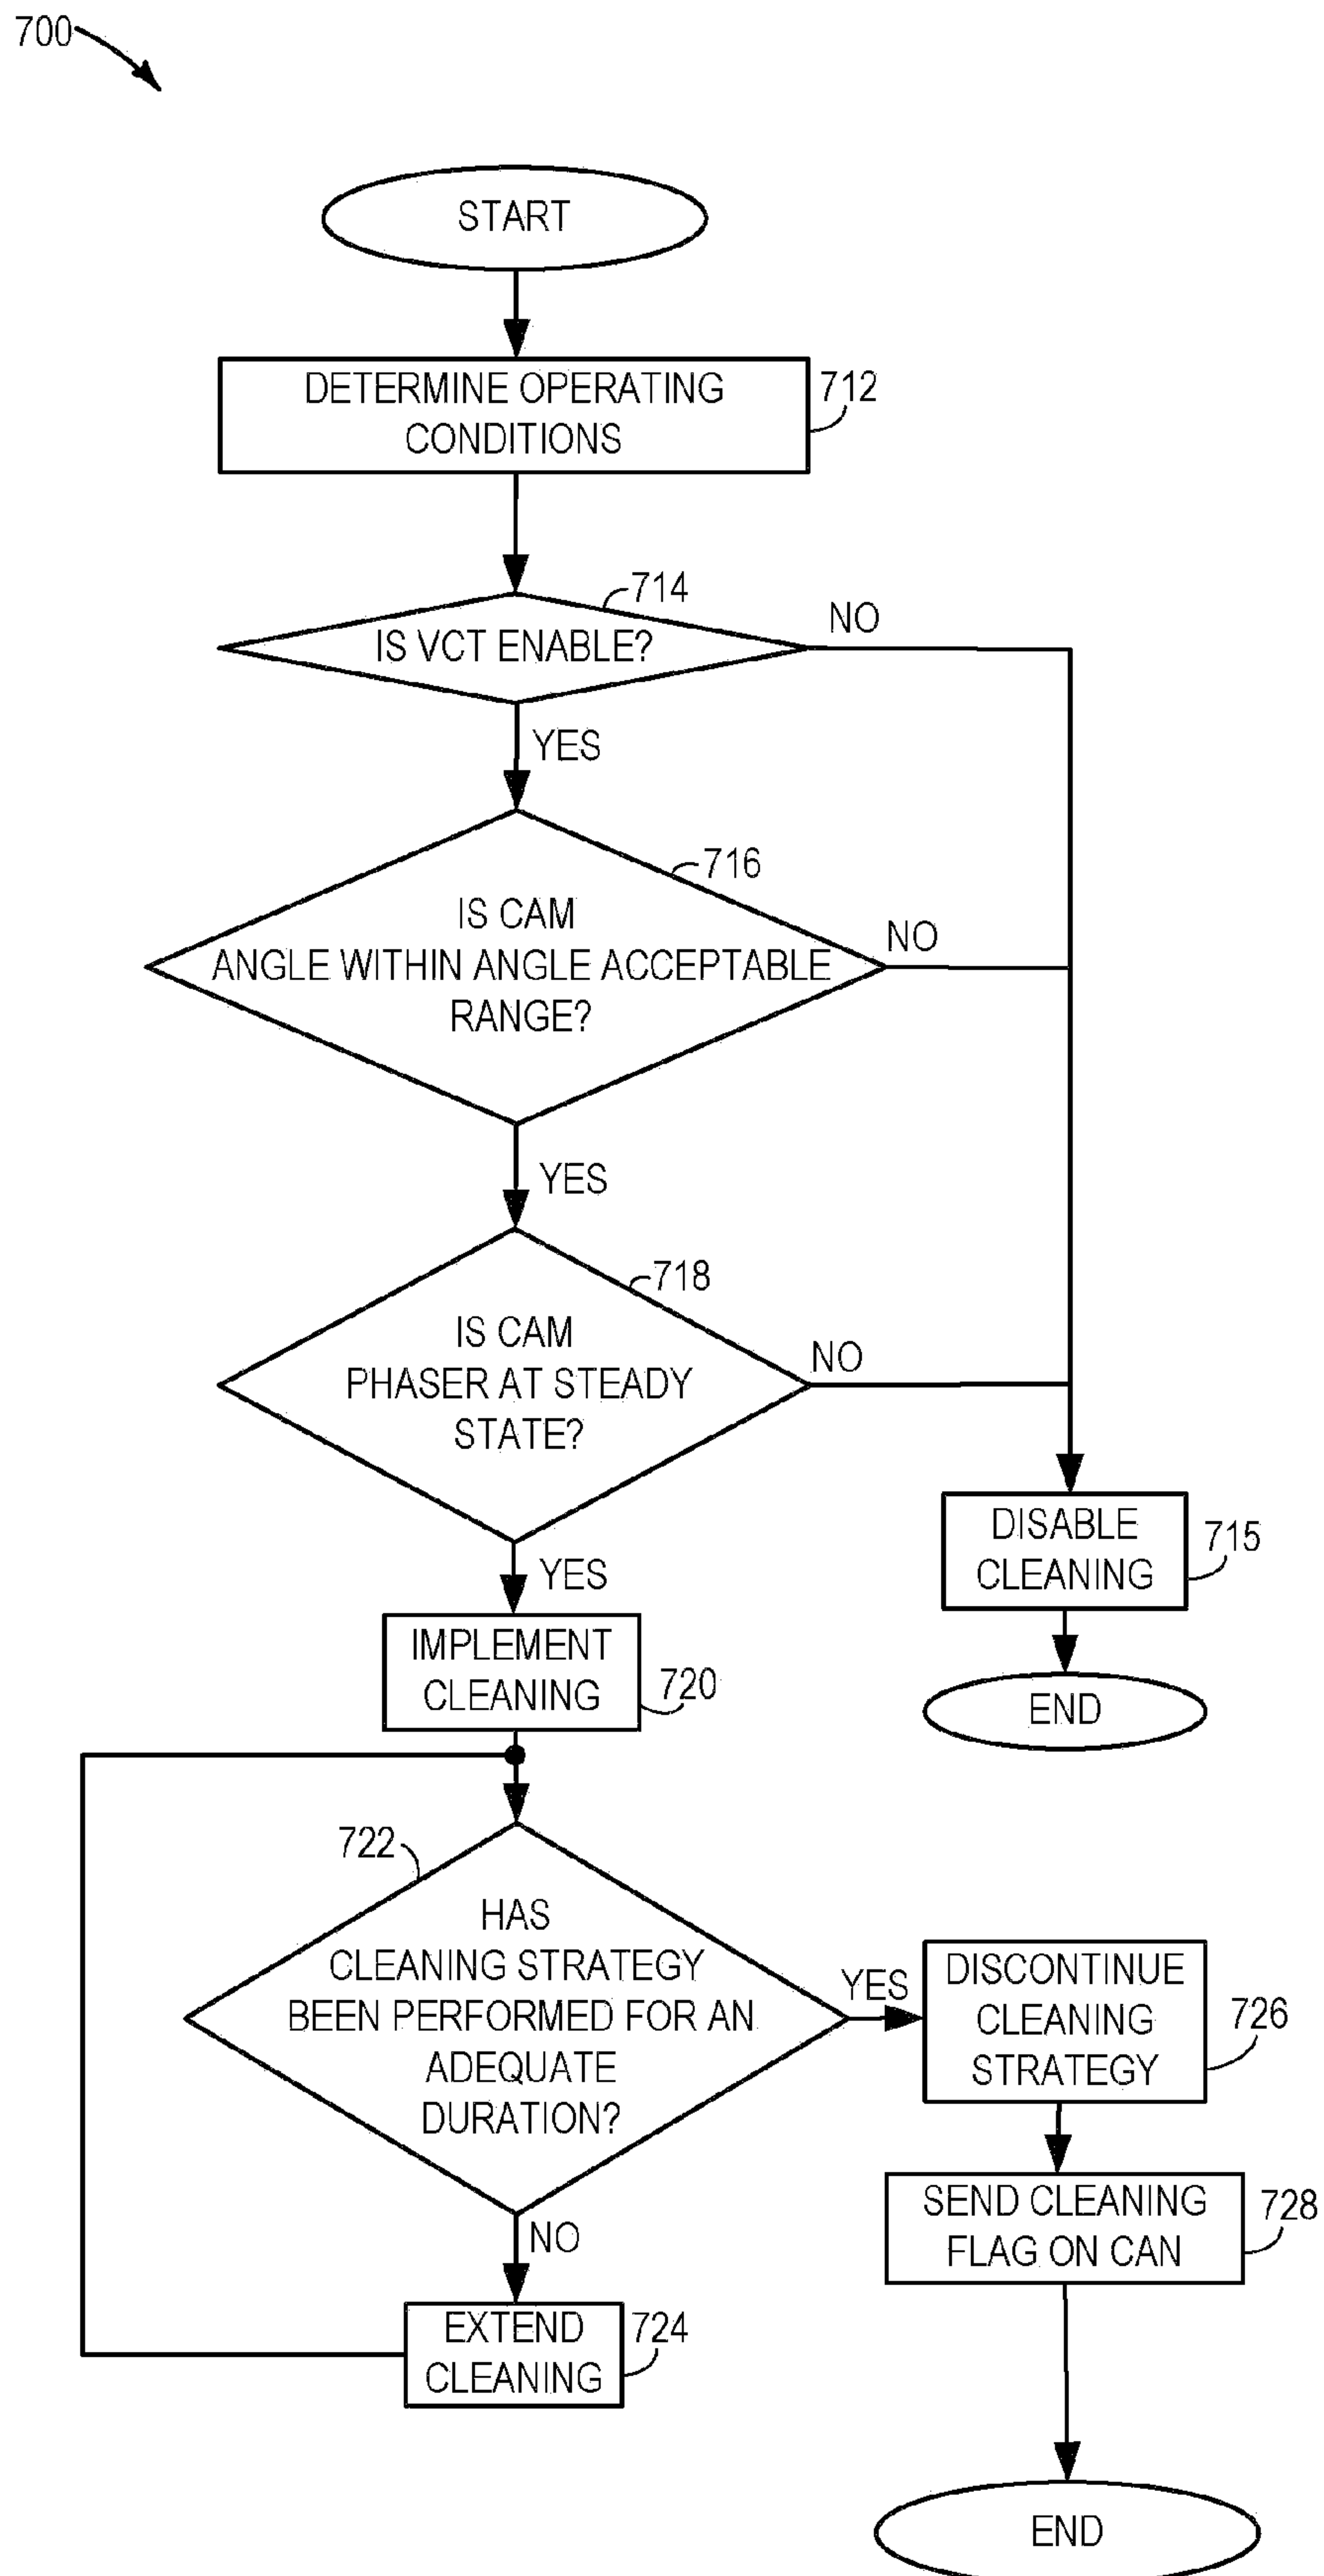 700
START
DETERMINE OPERATING
CONDITIONS
712
714
IS VCT ENABLE?
NO
YES
716
IS CAM
ANGLE WITHIN ANGLE ACCEPTABLE
RANGE?
NO
YES
718
IS CAM
PHASER AT STEADY
STATE?
NO
YES
DISABLE
CLEANING
715
END
IMPLEMENT
CLEANING
720
722
HAS
CLEANING STRATEGY
BEEN PERFORMED FOR AN
ADEQUATE
DURATION?
YES
DISCONTINUE
CLEANING
STRATEGY
726
NO
SEND CLEANING
FLAG ON CAN
728
EXTEND
CLEANING
724
END